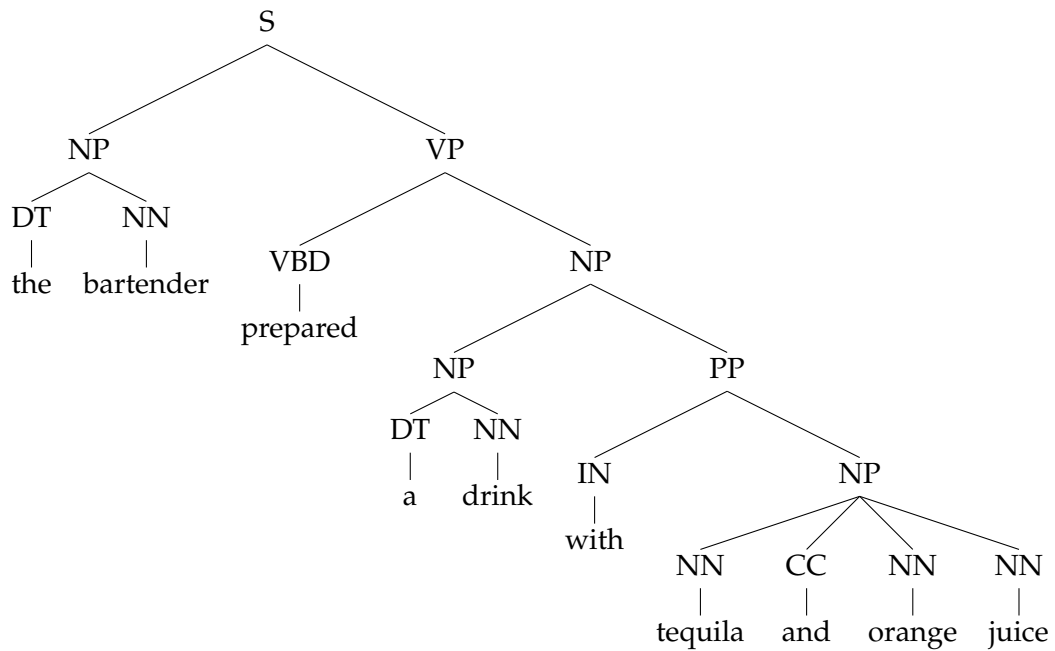 S
NP VP
DT NN
the bartender
VBD NP
prepared
NP PP
DT NN
a drink
IN NP
with
NN CC NN NN
tequila and orange juice